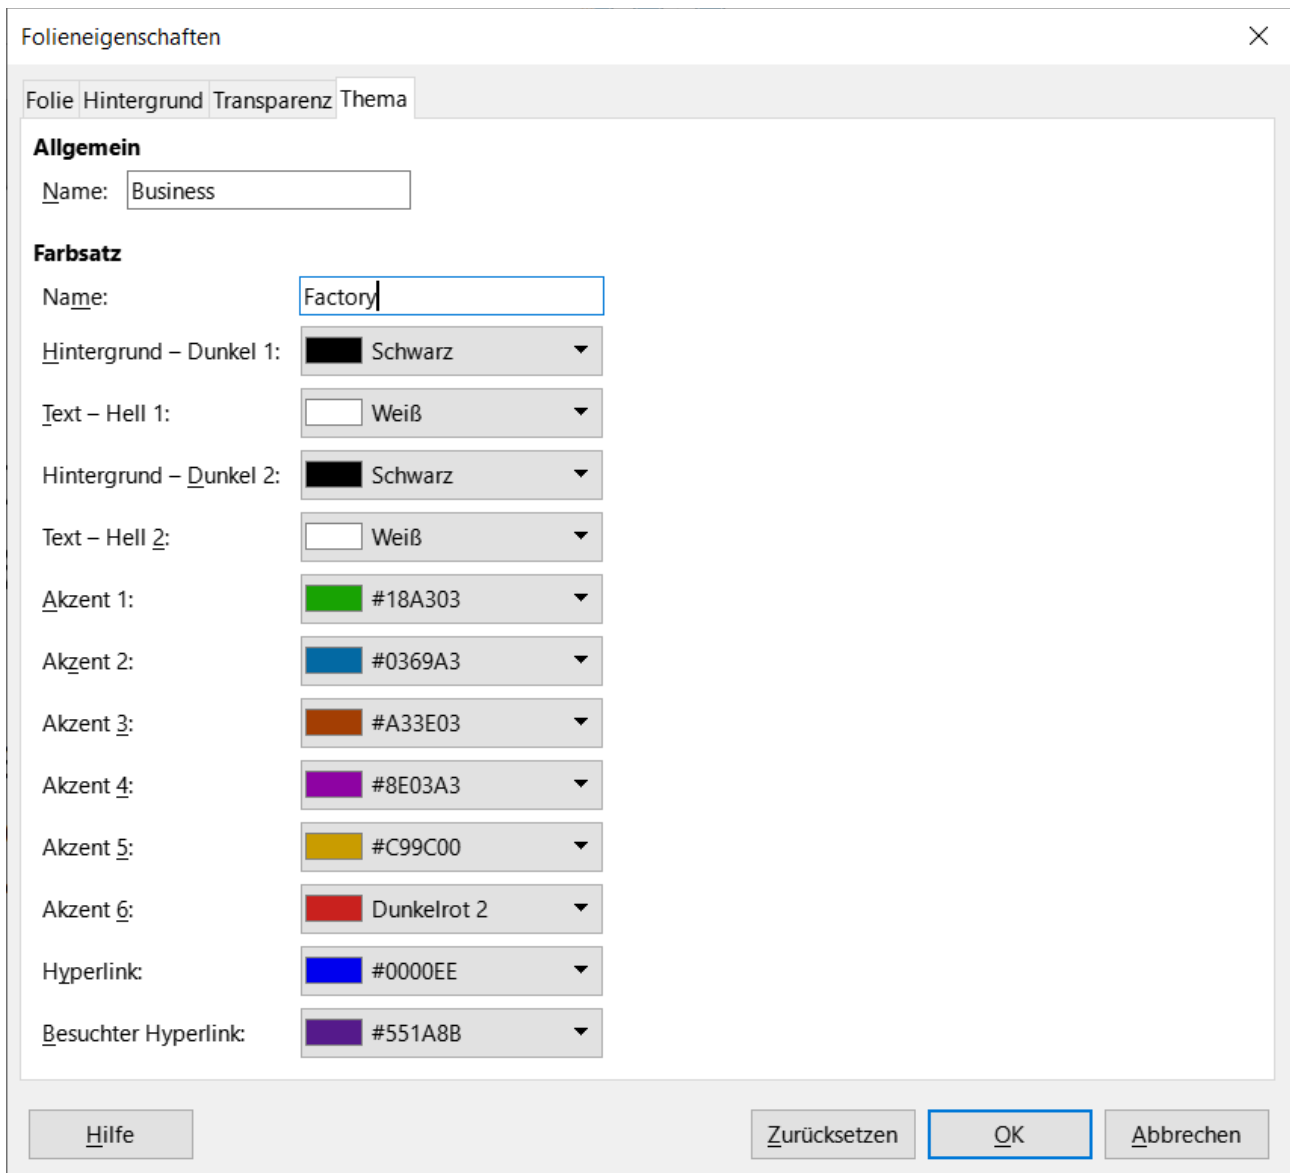 Folieneigenschaften
Folie Hintergrund Transparenz Thema
Allgemein
Name: Business
Farbsatz
Name: Factory
Hintergrund – Dunkel 1: Schwarz
Text – Hell 1: Weiß
Hintergrund – Dunkel 2: Schwarz
Text – Hell 2: Weiß
Akzent 1: #18A303
Akzent 2: #0369A3
Akzent 3: #A33E03
Akzent 4: #8E03A3
Akzent 5: #C99C00
Akzent 6: Dunkelrot 2
Hyperlink: #0000EE
Besuchter Hyperlink: #551A8B
Hilfe Zurücksetzen OK Abbrechen